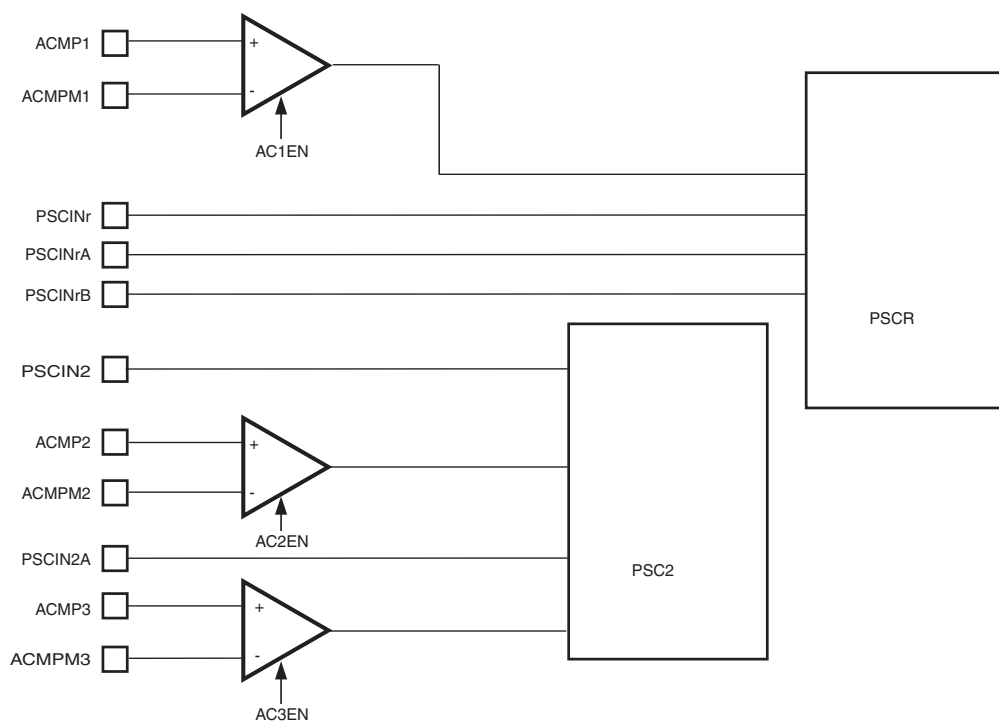 ACMP1
+
ACMPM1
-
AC1EN
PSCINr
PSCINrA
PSCINrB
PSCR
PSCIN2
ACMP2
+
ACMPM2
-
AC2EN
PSCIN2A
PSC2
ACMP3
+
ACMPM3
-
AC3EN